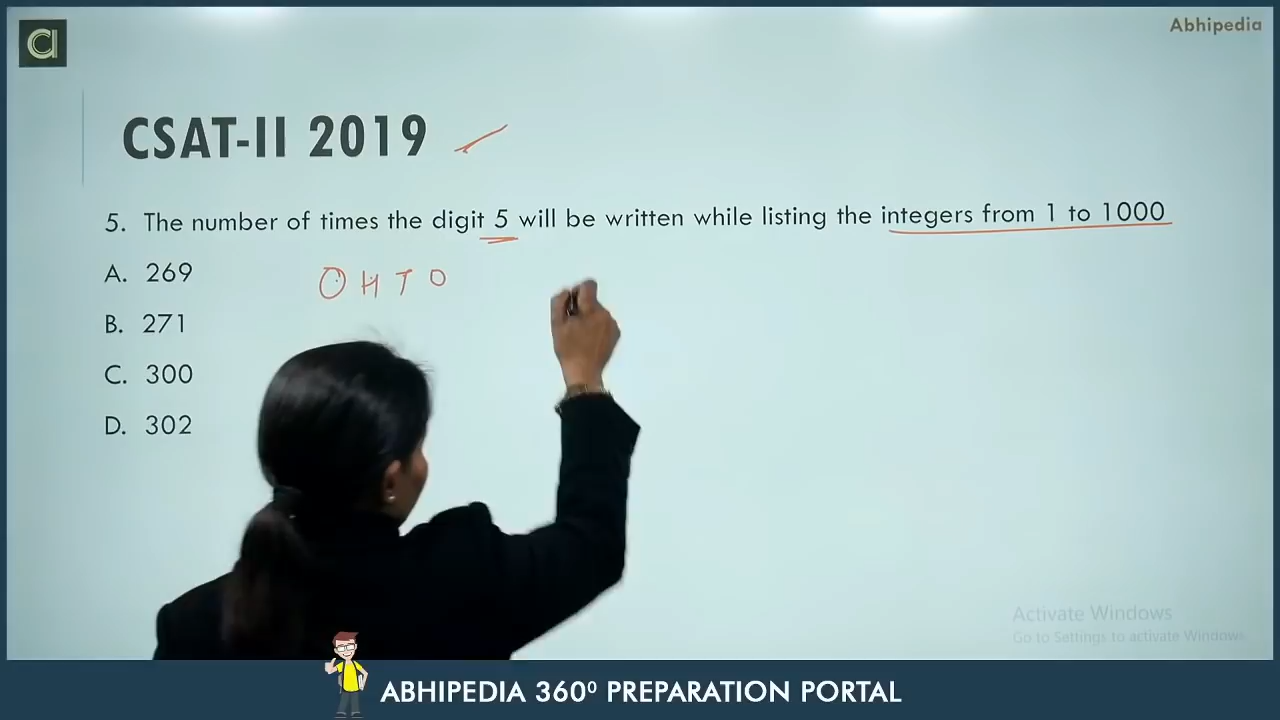 Abhipedia
CSAT-II 2019
5. The number of times the digit 5 will be written while listing the integers from 1 to 1000
A. 269
B. 271
C. 300
D. 302
O H T O
Activate Windows
Go to Settings to activate Windows.
ABHIPEDIA 360⁰ PREPARATION PORTAL